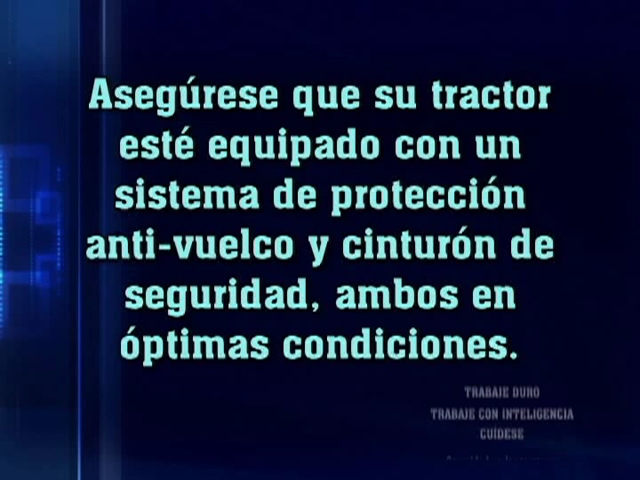 Asegúrese que su tractor
esté equipado con un
sistema de protección
anti-vuelco y cinturón de
seguridad, ambos en
óptimas condiciones.
TRABAJE DURO
TRABAJE CON INTELIGENCIA
CUÍDESE